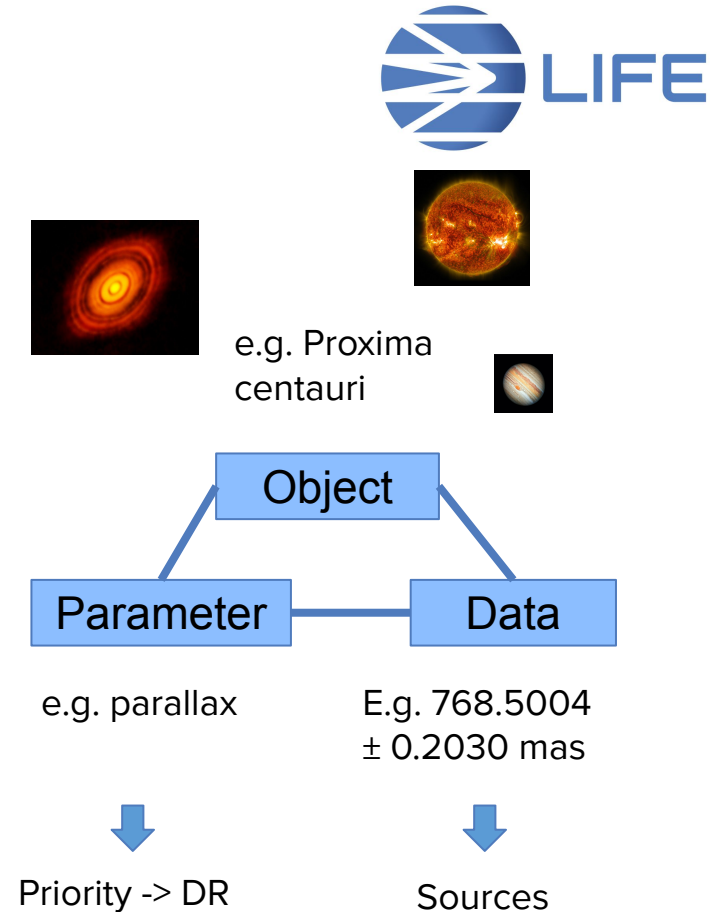 LIFE
e.g. Proxima
centauri
Object
Parameter
Data
e.g. parallax
E.g. 768.5004
± 0.2030 mas
Priority -> DR
Sources